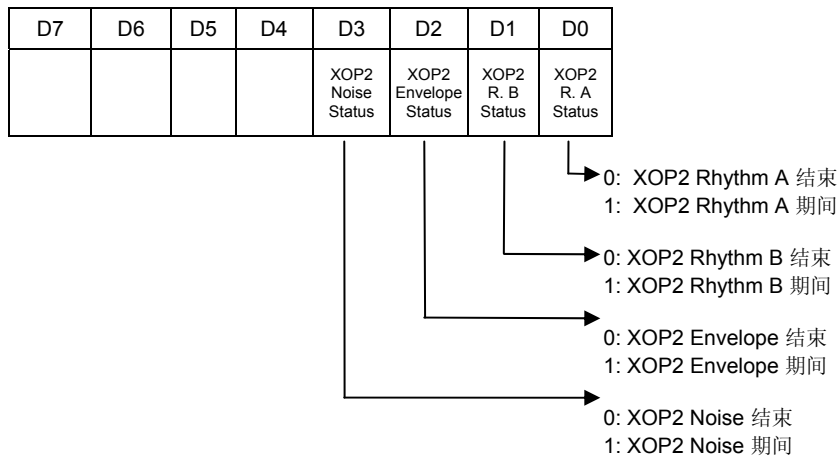 D7 D6 D5 D4 D3 D2 D1 D0
XOP2 Noise Status
XOP2 Envelope Status
XOP2 R. B Status
XOP2 R. A Status
0: XOP2 Rhythm A 结束
1: XOP2 Rhythm A 期间
0: XOP2 Rhythm B 结束
1: XOP2 Rhythm B 期间
0: XOP2 Envelope 结束
1: XOP2 Envelope 期间
0: XOP2 Noise 结束
1: XOP2 Noise 期间